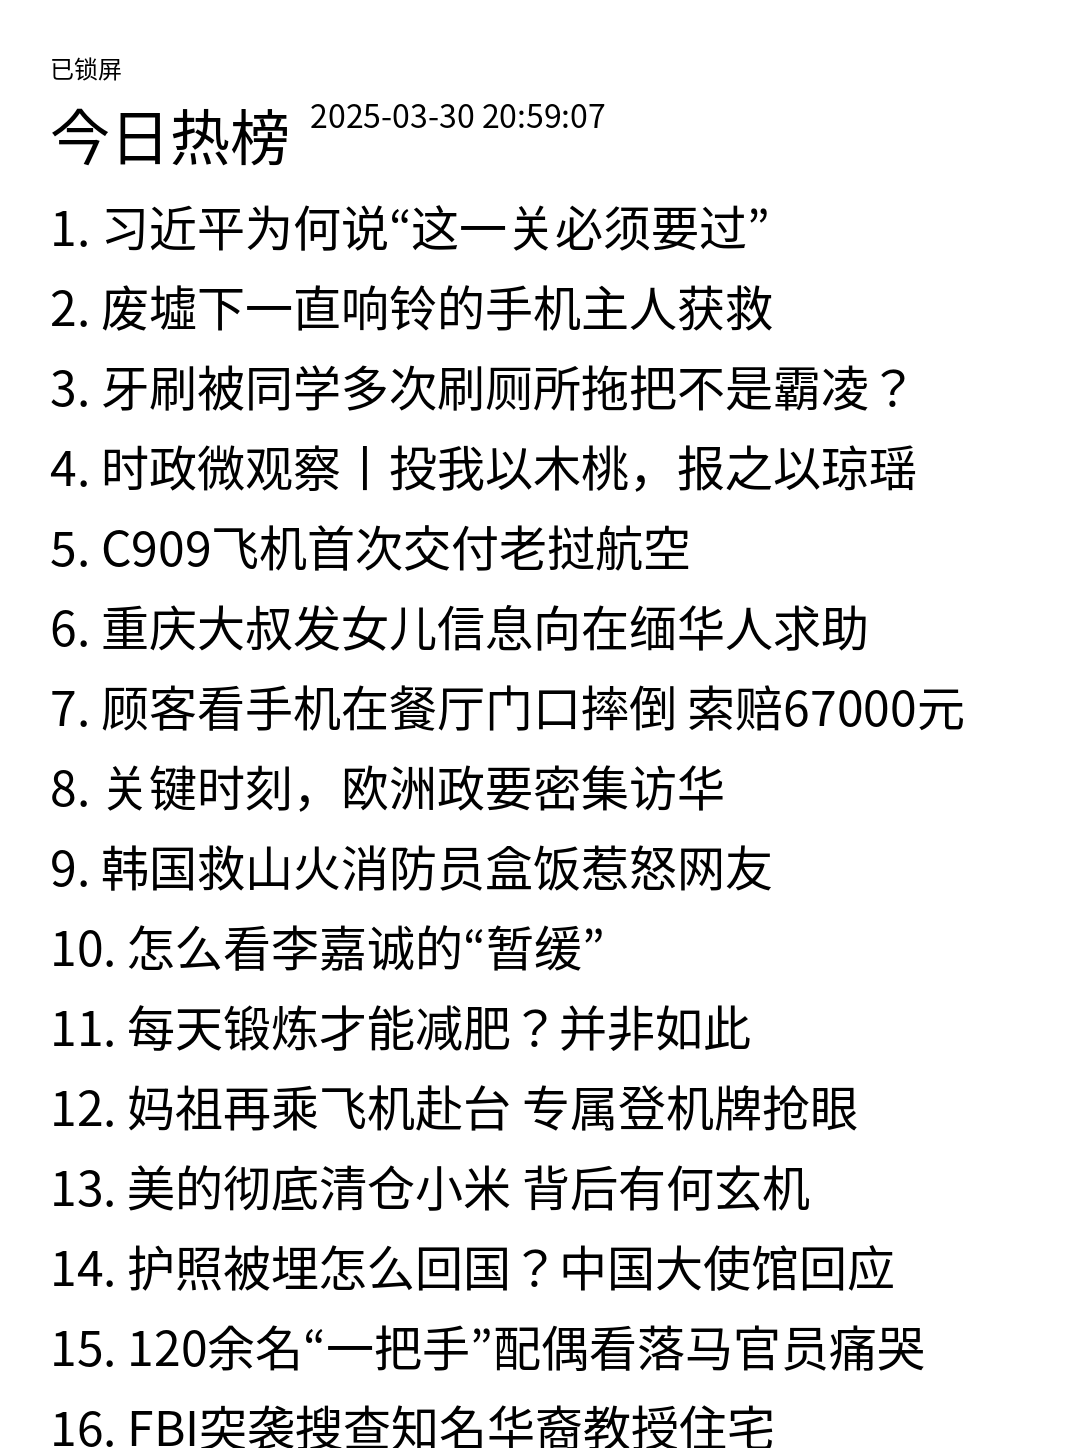 已锁屏
今日热榜 2025-03-30 20:59:07
1. 习近平为何说“这一关必须要过”
2. 废墟下一直响铃的手机主人获救
3. 牙刷被同学多次刷厕所拖把不是霸凌？
4. 时政微观察丨投我以木桃，报之以琼瑶
5. C909飞机首次交付老挝航空
6. 重庆大叔发女儿信息向在缅华人求助
7. 顾客看手机在餐厅门口摔倒 索赔67000元
8. 关键时刻，欧洲政要密集访华
9. 韩国救山火消防员盒饭惹怒网友
10. 怎么看李嘉诚的“暂缓”
11. 每天锻炼才能减肥？并非如此
12. 妈祖再乘飞机赴台 专属登机牌抢眼
13. 美的彻底清仓小米 背后有何玄机
14. 护照被埋怎么回国？中国大使馆回应
15. 120余名“一把手”配偶看落马官员痛哭
16. FBI突袭搜查知名华裔教授住宅